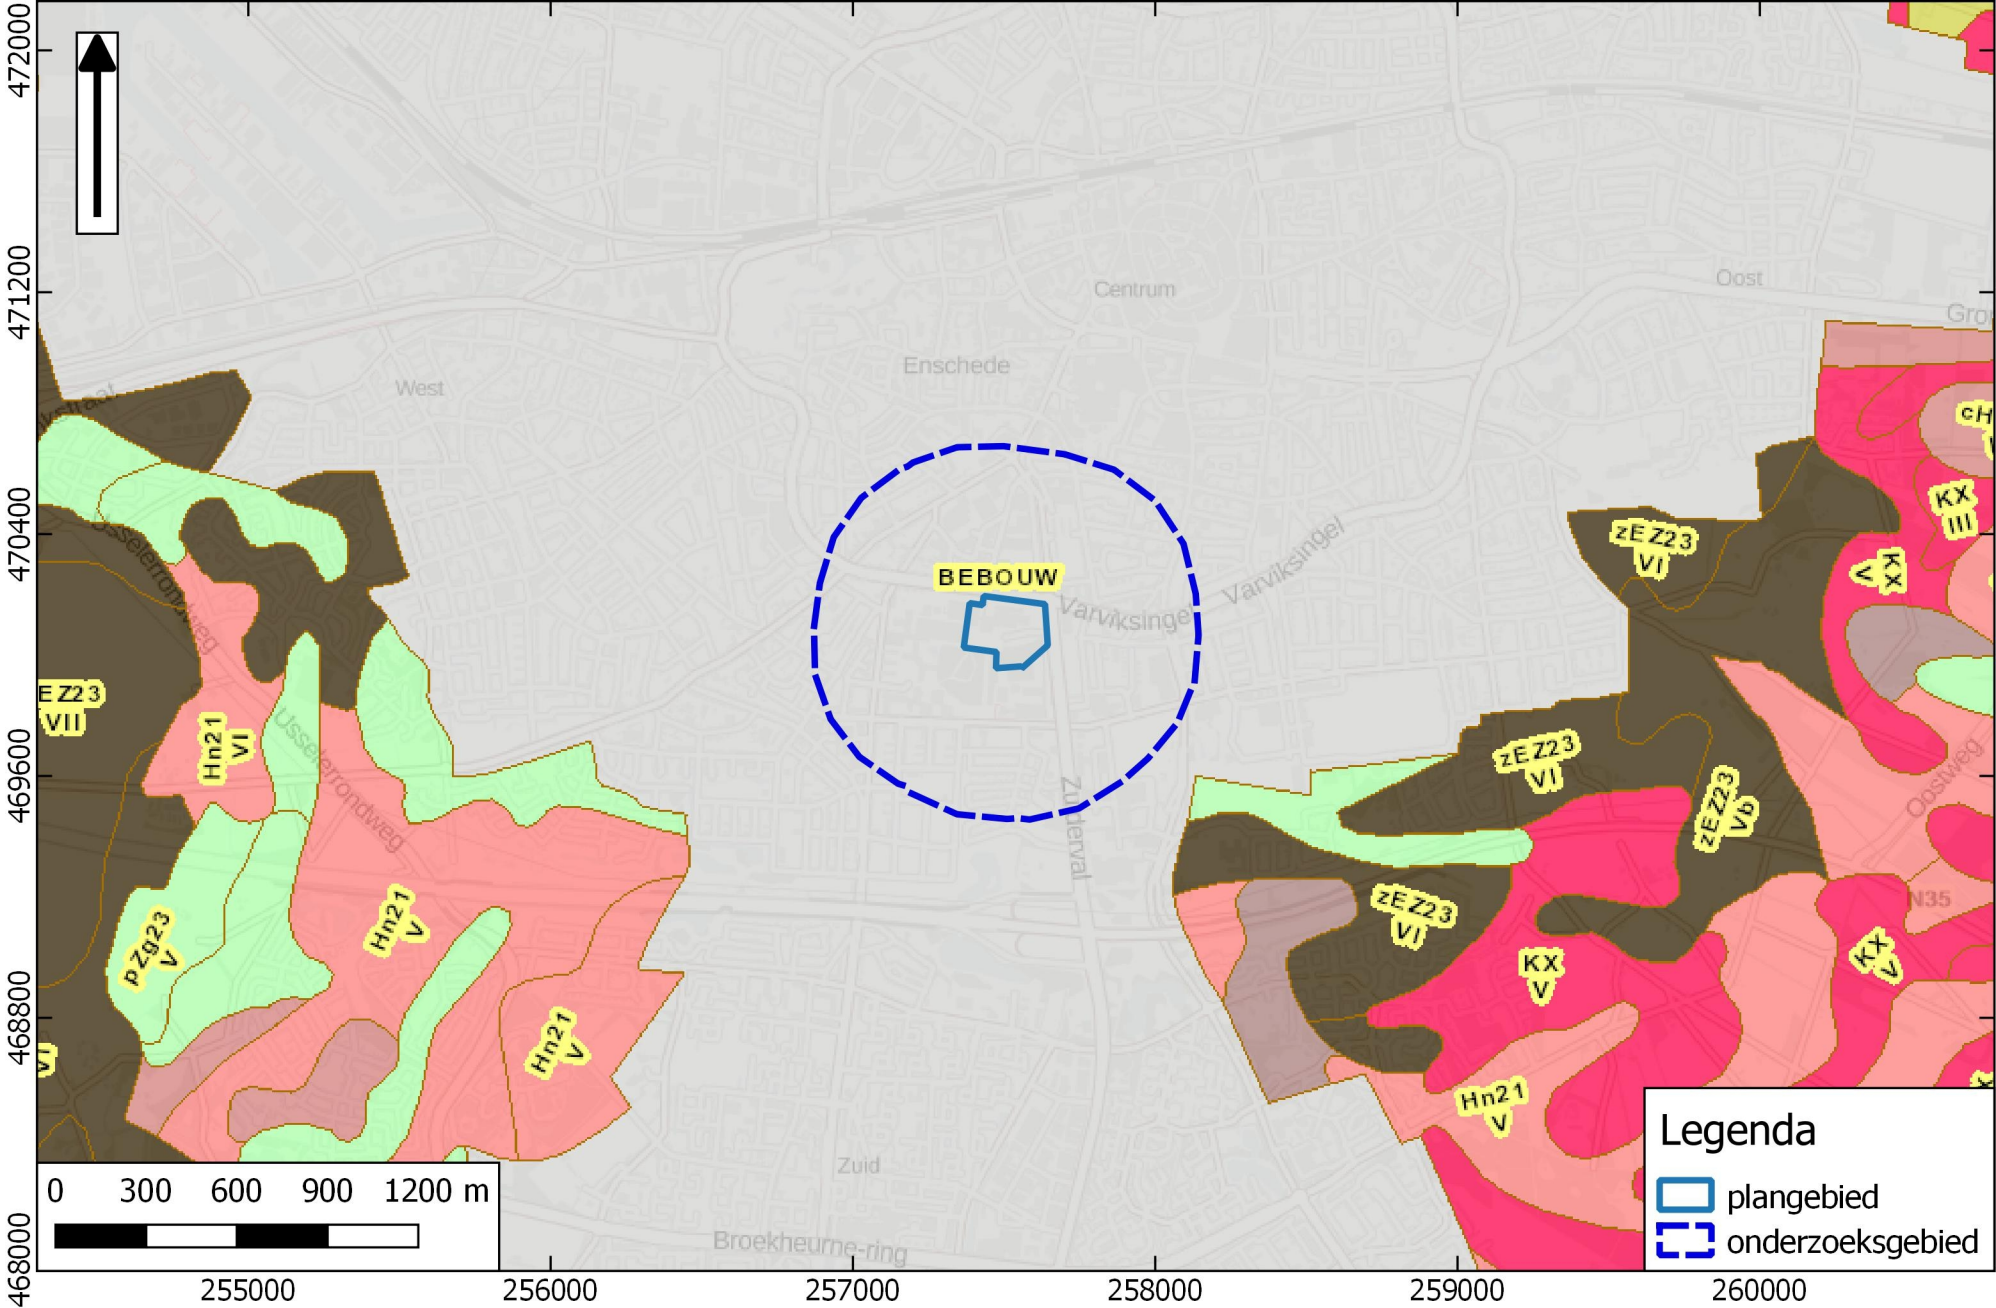 472000
471200
470400
469600
468800
468000
Centrum
Oost
Enschede
West
cH
KX
III
zEZ23
VI
KX
V
BEBOUW
Varviksingel
Varviksingel
Usselerrondweg
EZ23
VII
Hn21
VI
Usselerrondweg
zEZ23
VI
zEZ23
Vb
Oostweg
Zuiderval
N35
pZg23
V
Hn21
V
zEZ23
VI
KX
V
KX
V
Hn21
V
Hn21
V
Zuid
Broekheurne-ring
0 300 600 900 1200 m
Legenda
plangebied
onderzoeksgebied
255000 256000 257000 258000 259000 260000